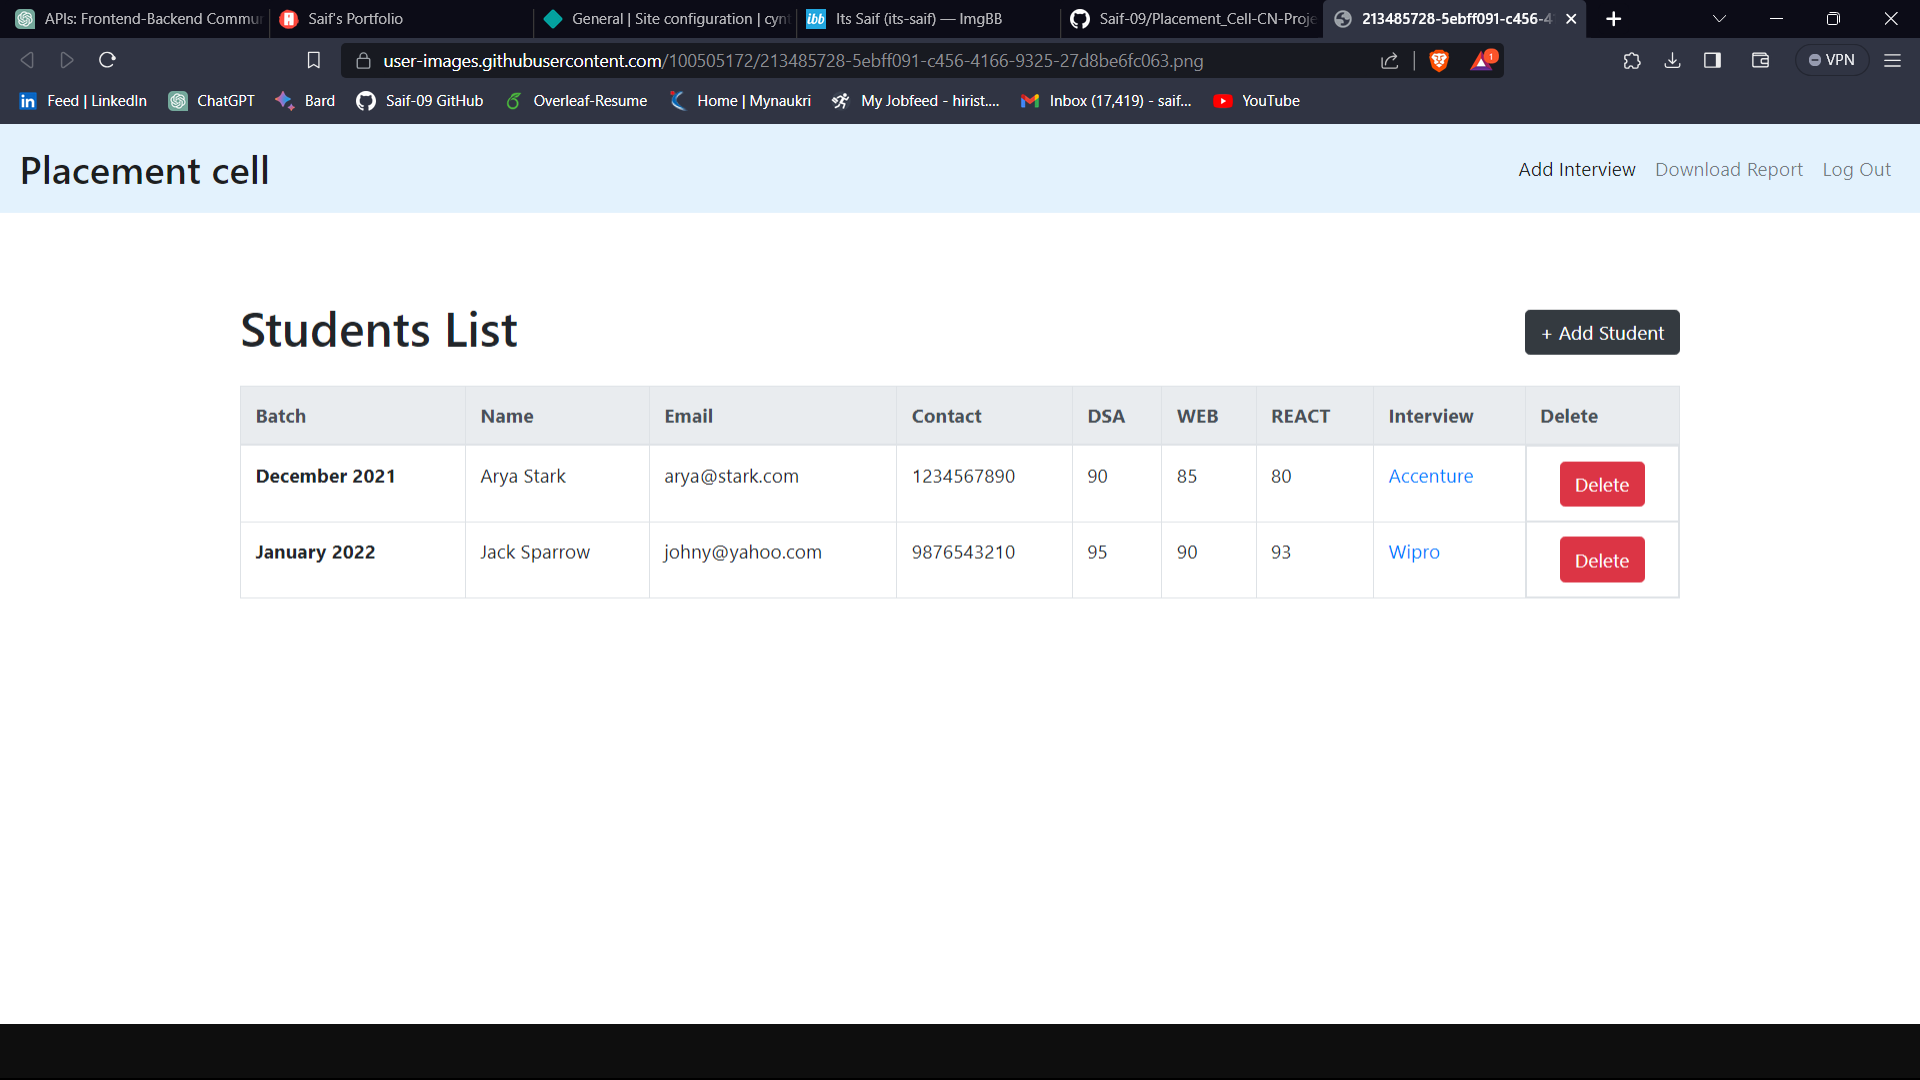 APIs: Frontend-Backend Commur
Saif's Portfolio
General | Site configuration | cynt
ibb Its Saif (its-saif) — ImgBB
Saif-09/Placement_Cell-CN-Proje
213485728-5ebff091-c456-4
user-images.githubusercontent.com/100505172/213485728-5ebff091-c456-4166-9325-27d8be6fc063.png
1
VPN
in Feed | LinkedIn
ChatGPT
Bard
Saif-09 GitHub
Overleaf-Resume
Home | Mynaukri
My Jobfeed - hirist....
Inbox (17,419) - saif...
YouTube
Placement cell
Add Interview Download Report Log Out
Students List
+ Add Student
Batch Name Email Contact DSA WEB REACT Interview Delete
December 2021 Arya Stark arya@stark.com 1234567890 90 85 80 Accenture Delete
January 2022 Jack Sparrow johny@yahoo.com 9876543210 95 90 93 Wipro Delete